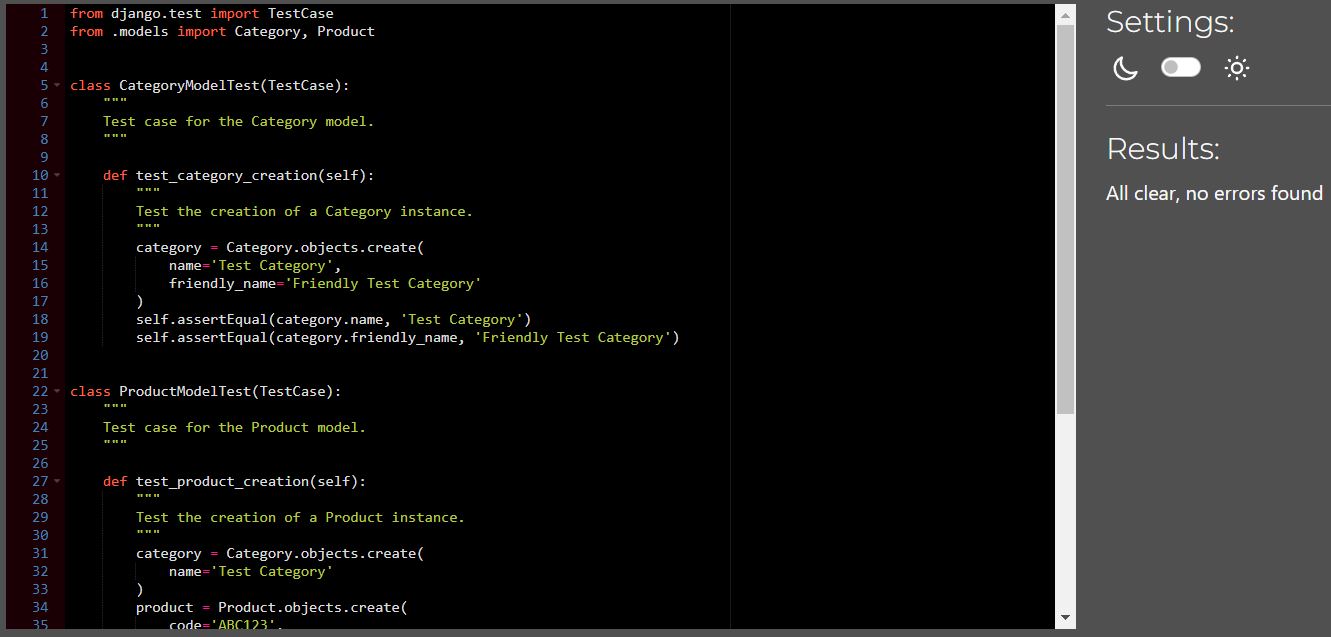 1 from django.test import TestCase
2 from .models import Category, Product
3
4
5 class CategoryModelTest(TestCase):
6     """
7     Test case for the Category model.
8     """
9
10     def test_category_creation(self):
11         """
12         Test the creation of a Category instance.
13         """
14         category = Category.objects.create(
15             name='Test Category',
16             friendly_name='Friendly Test Category'
17         )
18         self.assertEqual(category.name, 'Test Category')
19         self.assertEqual(category.friendly_name, 'Friendly Test Category')
20
21
22 class ProductModelTest(TestCase):
23     """
24     Test case for the Product model.
25     """
26
27     def test_product_creation(self):
28         """
29         Test the creation of a Product instance.
30         """
31         category = Category.objects.create(
32             name='Test Category'
33         )
34         product = Product.objects.create(
35             code='ABC123',
Settings:
Results:
All clear, no errors found